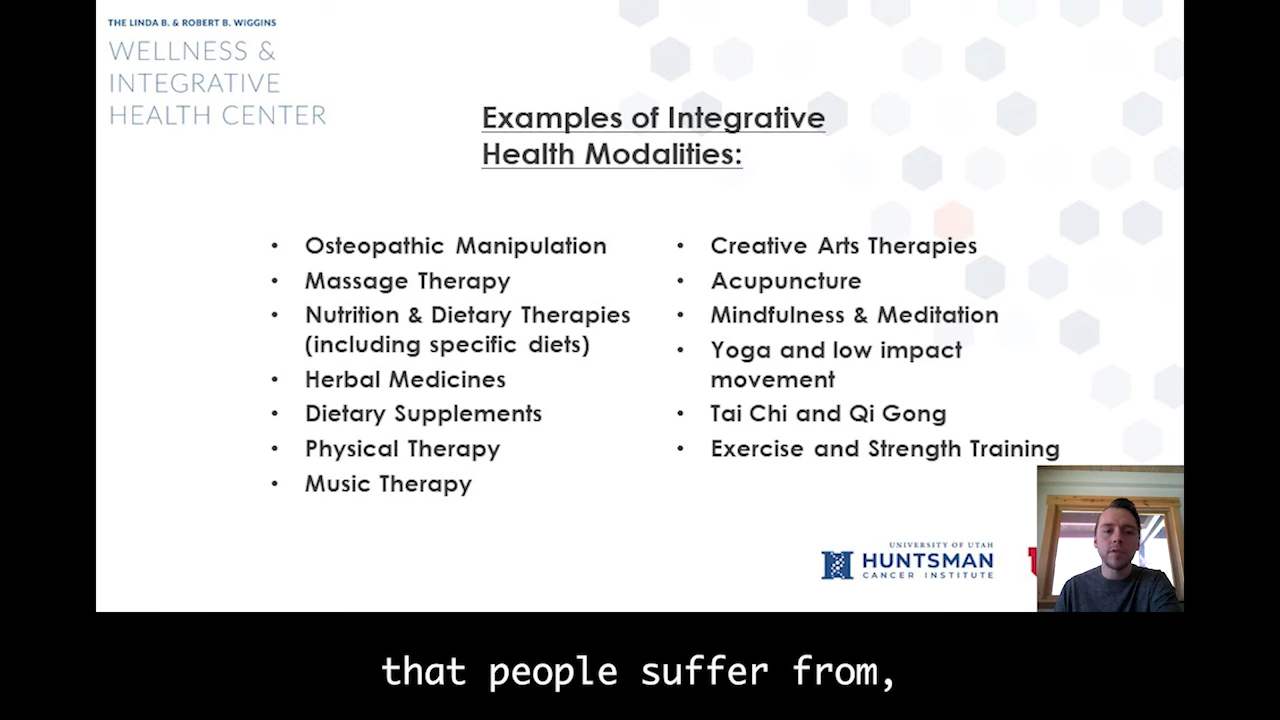 THE LINDA B. & ROBERT B. WIGGINS
WELLNESS &
INTEGRATIVE
HEALTH CENTER
Examples of Integrative
Health Modalities:
• Osteopathic Manipulation
• Massage Therapy
• Nutrition & Dietary Therapies
(including specific diets)
• Herbal Medicines
• Dietary Supplements
• Physical Therapy
• Music Therapy
• Creative Arts Therapies
• Acupuncture
• Mindfulness & Meditation
• Yoga and low impact
movement
• Tai Chi and Qi Gong
• Exercise and Strength Training
UNIVERSITY OF UTAH
HUNTSMAN
CANCER INSTITUTE
that people suffer from,